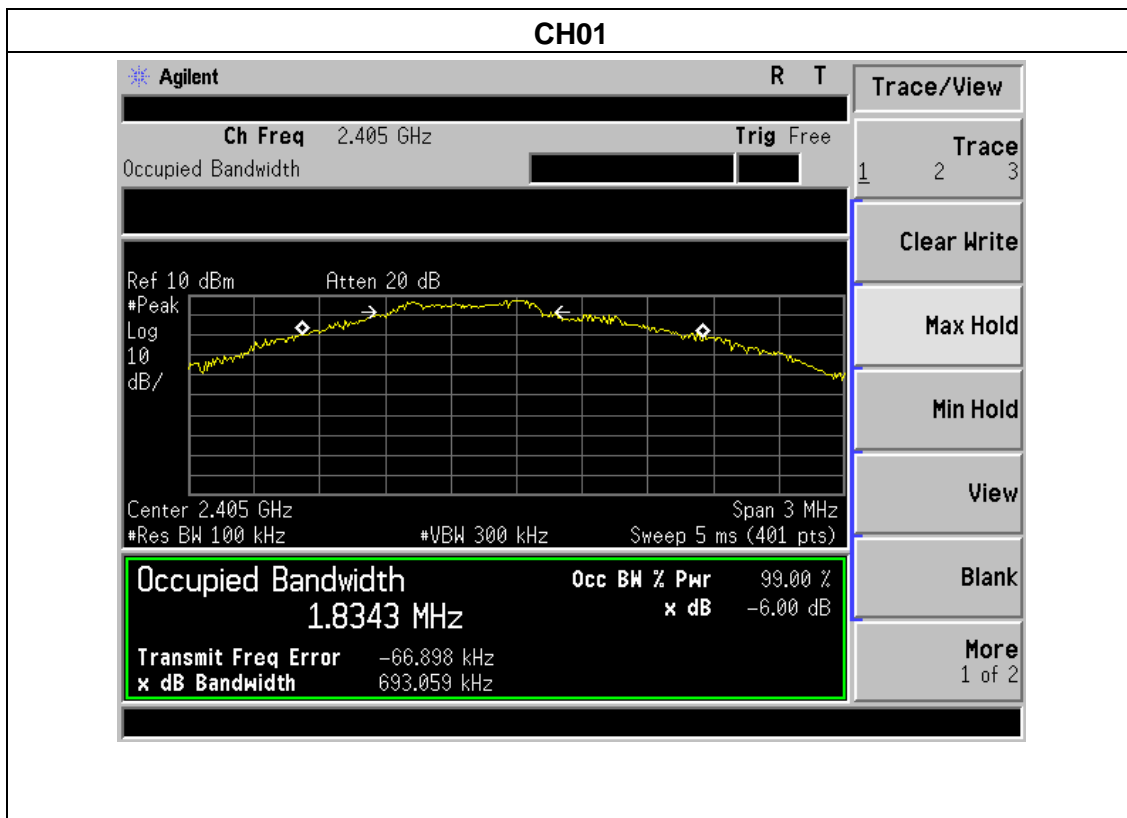 CH01
Agilent R T
Ch Freq 2.405 GHz Trig Free
Occupied Bandwidth
Ref 10 dBm Atten 20 dB
#Peak
Log
10
dB/
Center 2.405 GHz Span 3 MHz
#Res BW 100 kHz #VBW 300 kHz Sweep 5 ms (401 pts)
Occupied Bandwidth Occ BW % Pwr 99.00 %
1.8343 MHz x dB -6.00 dB
Transmit Freq Error -66.898 kHz
x dB Bandwidth 693.059 kHz
Trace/View
Trace
1 2 3
Clear Write
Max Hold
Min Hold
View
Blank
More
1 of 2